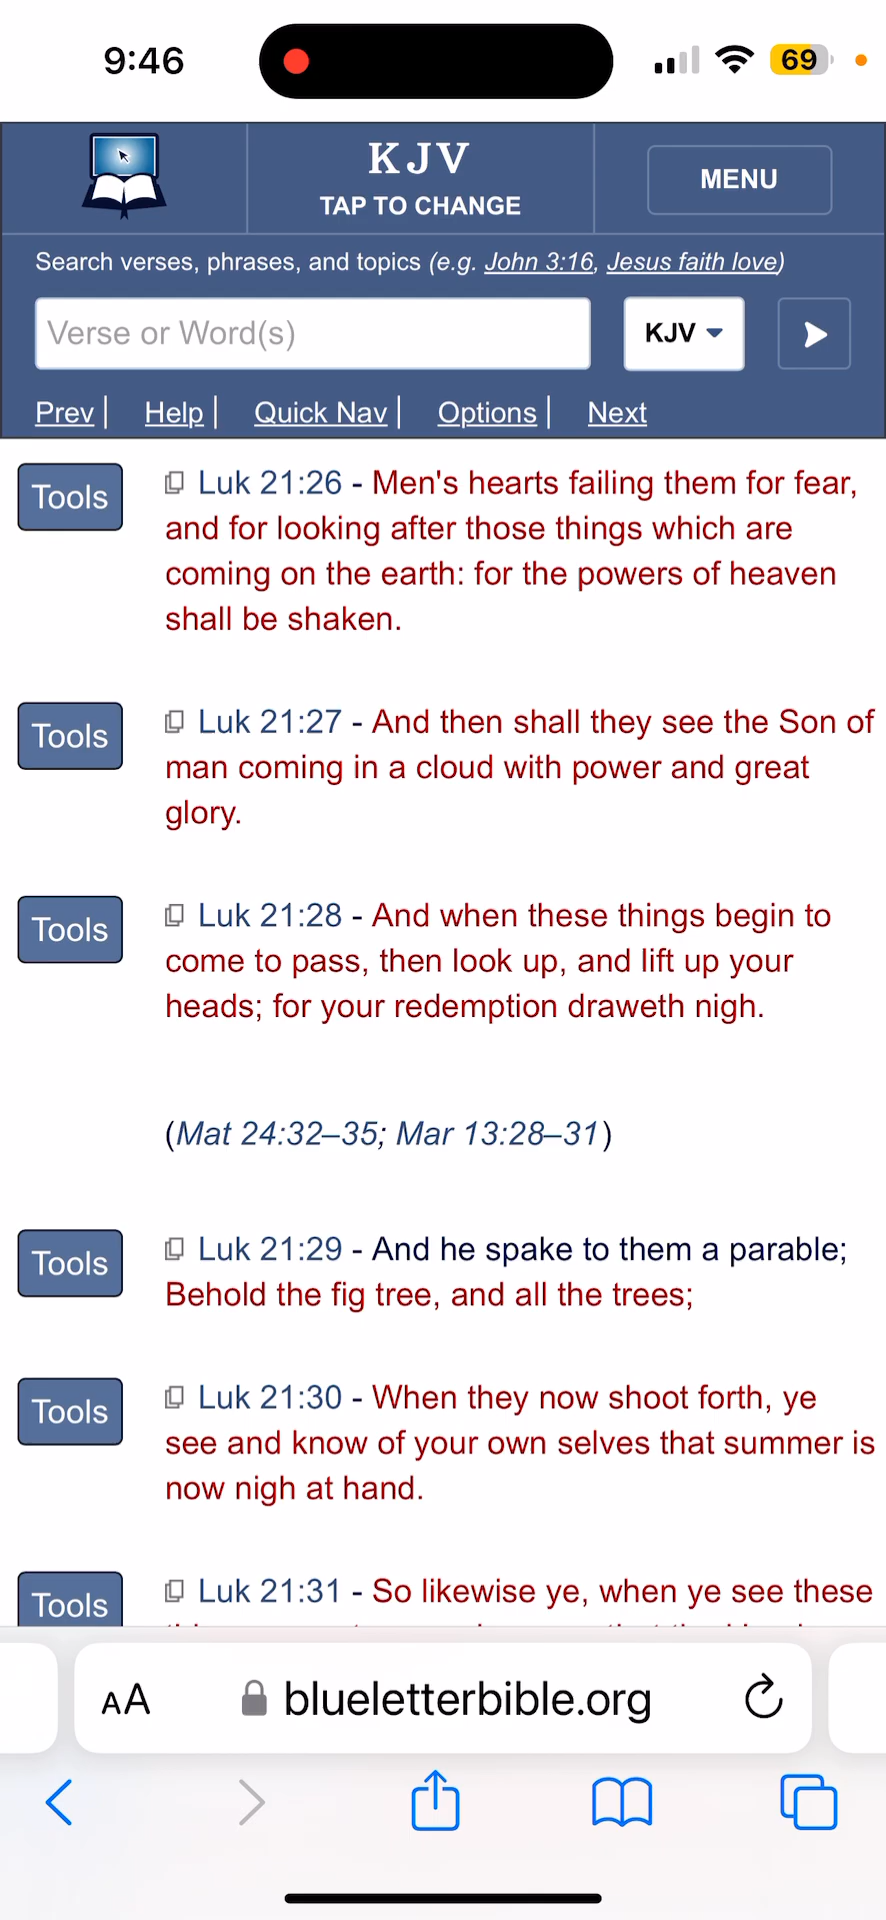 9:46
69
KJV
TAP TO CHANGE
MENU
Search verses, phrases, and topics (e.g. John 3:16, Jesus faith love)
Verse or Word(s)
KJV
Prev | Help | Quick Nav | Options | Next
Tools
Luk 21:26 - Men's hearts failing them for fear,
and for looking after those things which are
coming on the earth: for the powers of heaven
shall be shaken.
Tools
Luk 21:27 - And then shall they see the Son of
man coming in a cloud with power and great
glory.
Tools
Luk 21:28 - And when these things begin to
come to pass, then look up, and lift up your
heads; for your redemption draweth nigh.
(Mat 24:32–35; Mar 13:28–31)
Tools
Luk 21:29 - And he spake to them a parable;
Behold the fig tree, and all the trees;
Tools
Luk 21:30 - When they now shoot forth, ye
see and know of your own selves that summer is
now nigh at hand.
Tools
Luk 21:31 - So likewise ye, when ye see these
AA
blueletterbible.org